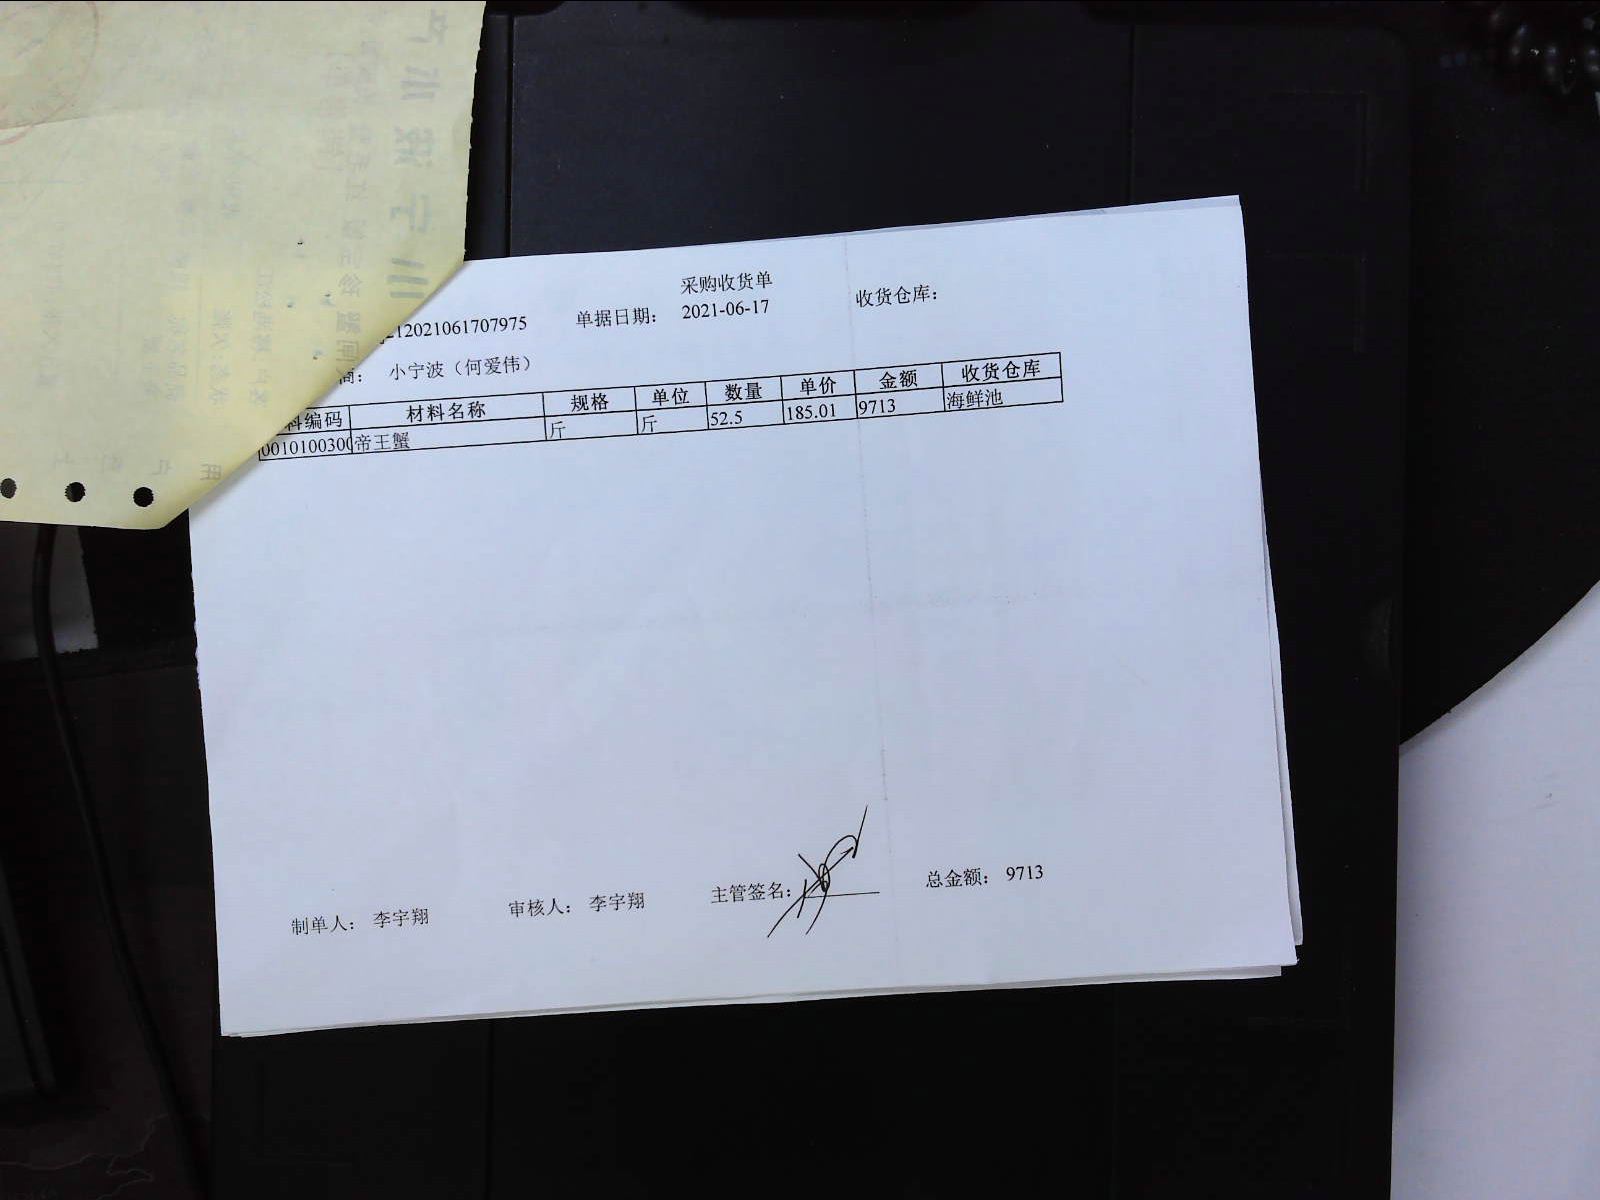 采购收货单
212021061707975 单据日期： 2021-06-17 收货仓库：
商： 小宁波（何爱伟）
料编码 材料名称 规格 单位 数量 单价 金额 收货仓库
0010100300 帝王蟹 斤 斤 52.5 185.01 9713 海鲜池
制单人： 李宇翔 审核人： 李宇翔 主管签名： 总金额： 9713